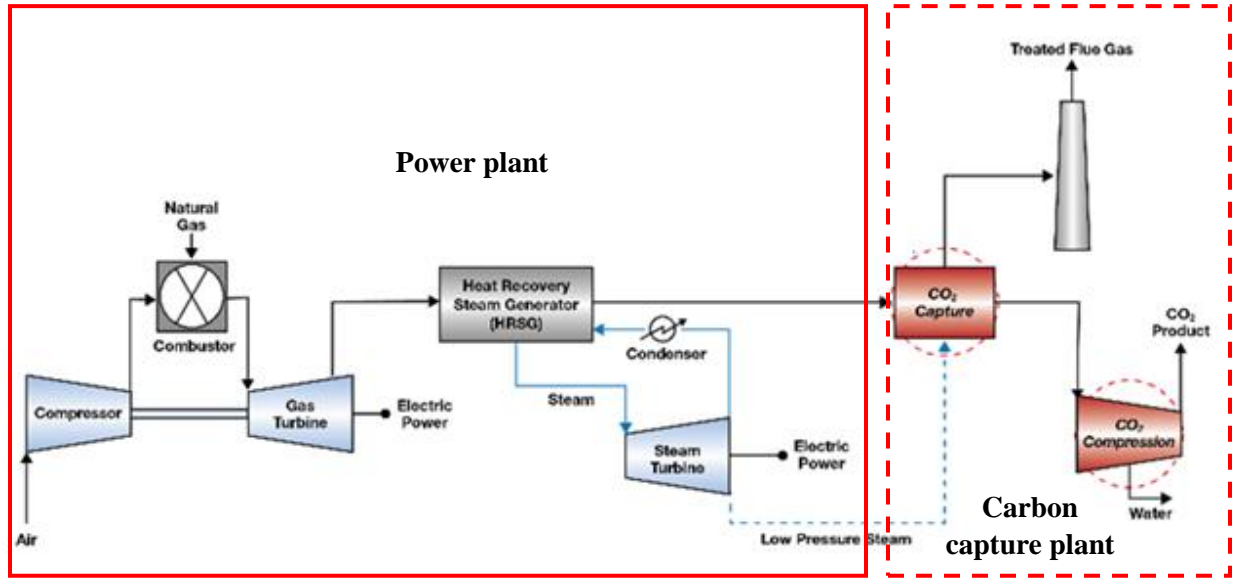 Treated Flue Gas
Power plant
Natural
Gas
Combustor
Compressor
Gas
Turbine
Electric
Power
Air
Heat Recovery
Steam Generator
(HRSG)
Condenser
Steam
Steam
Turbine
Electric
Power
Low Pressure Steam
CO₂
Capture
CO₂
Product
CO₂
Compression
Water
Carbon
capture plant